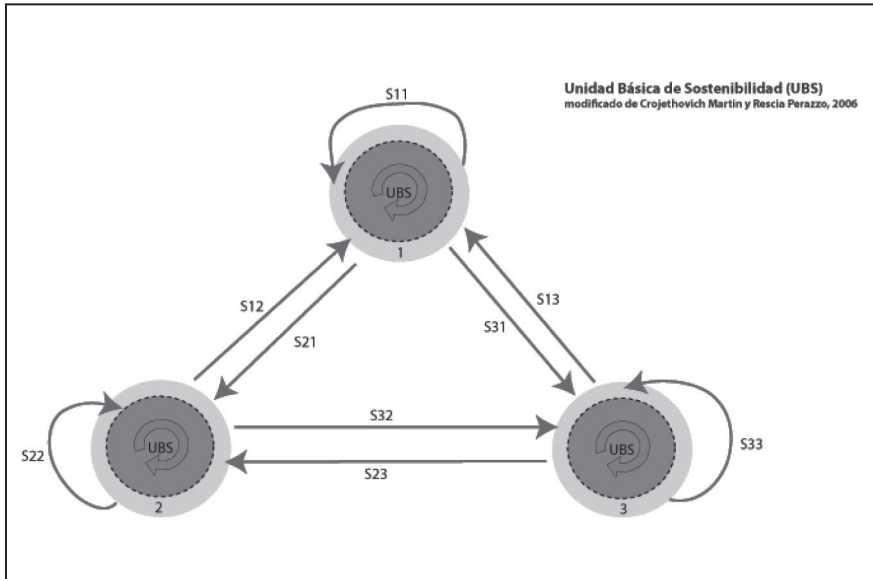 S11
Unidad Básica de Sostenibilidad (UBS)
modificado de Crojethovich Martin y Rescia Perazzo, 2006
UBS
1
S12
S21
S31
S13
S32
S23
S22
UBS
2
UBS
3
S33